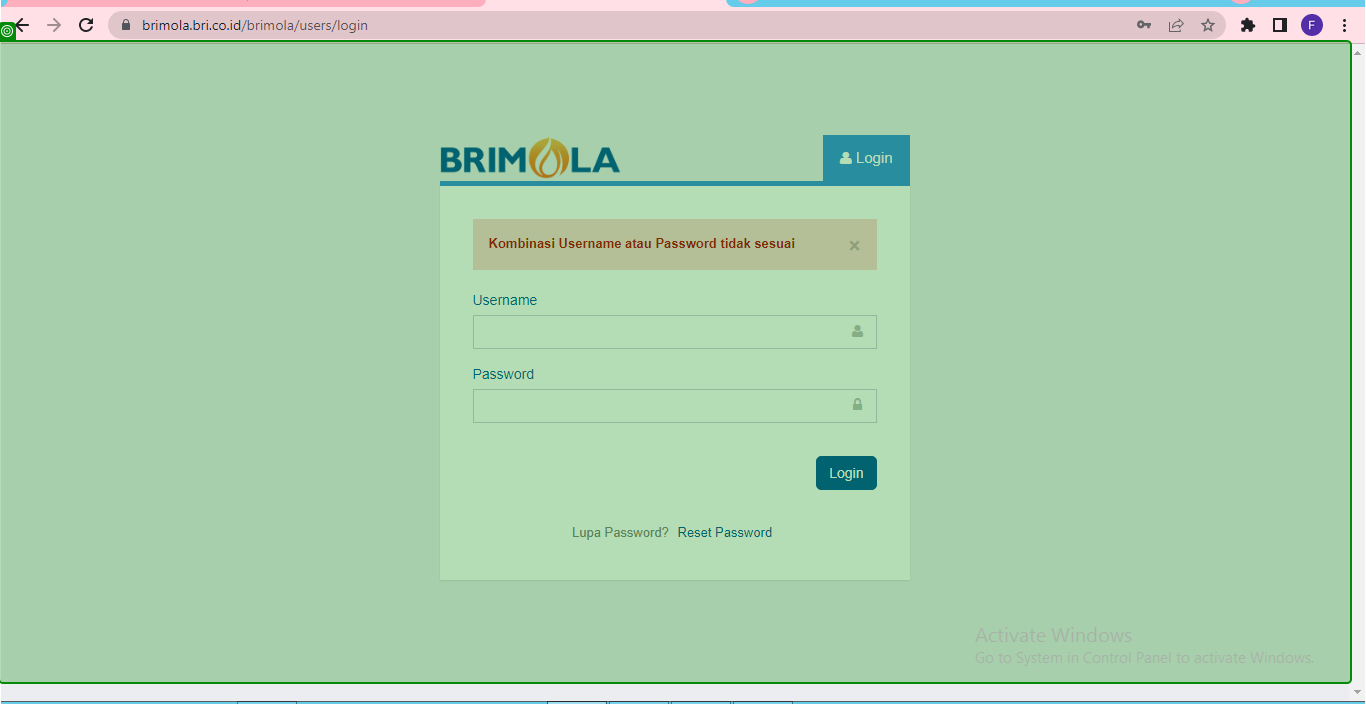 brimola.bri.co.id/brimola/users/login
F
BRIMOLA
Login
Kombinasi Username atau Password tidak sesuai
×
Username
Password
Login
Lupa Password? Reset Password
Activate Windows
Go to System in Control Panel to activate Windows.